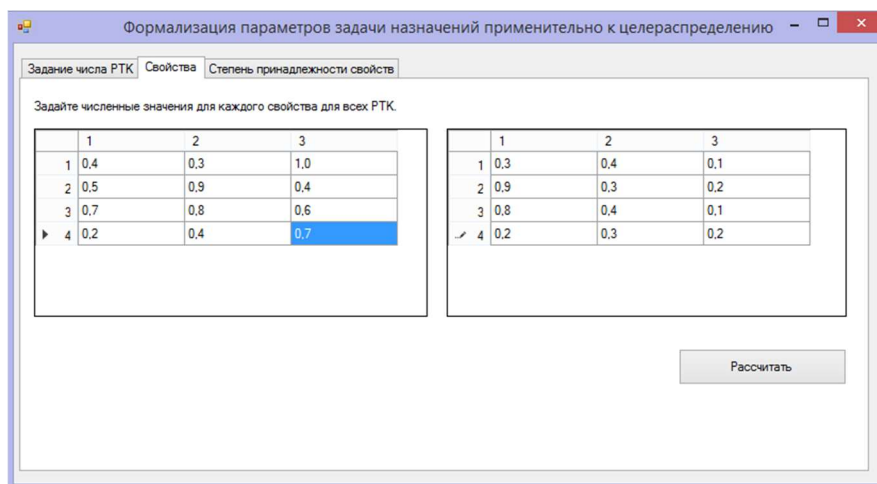 Формализация параметров задачи назначений применительно к целераспределению
Задание числа РТК Свойства Степень принадлежности свойств
Задайте численные значения для каждого свойства для всех РТК.
1 2 3
1 0,4 0,3 1,0
2 0,5 0,9 0,4
3 0,7 0,8 0,6
4 0,2 0,4 0,7
1 2 3
1 0,3 0,4 0,1
2 0,9 0,3 0,2
3 0,8 0,4 0,1
4 0,2 0,3 0,2
Рассчитать